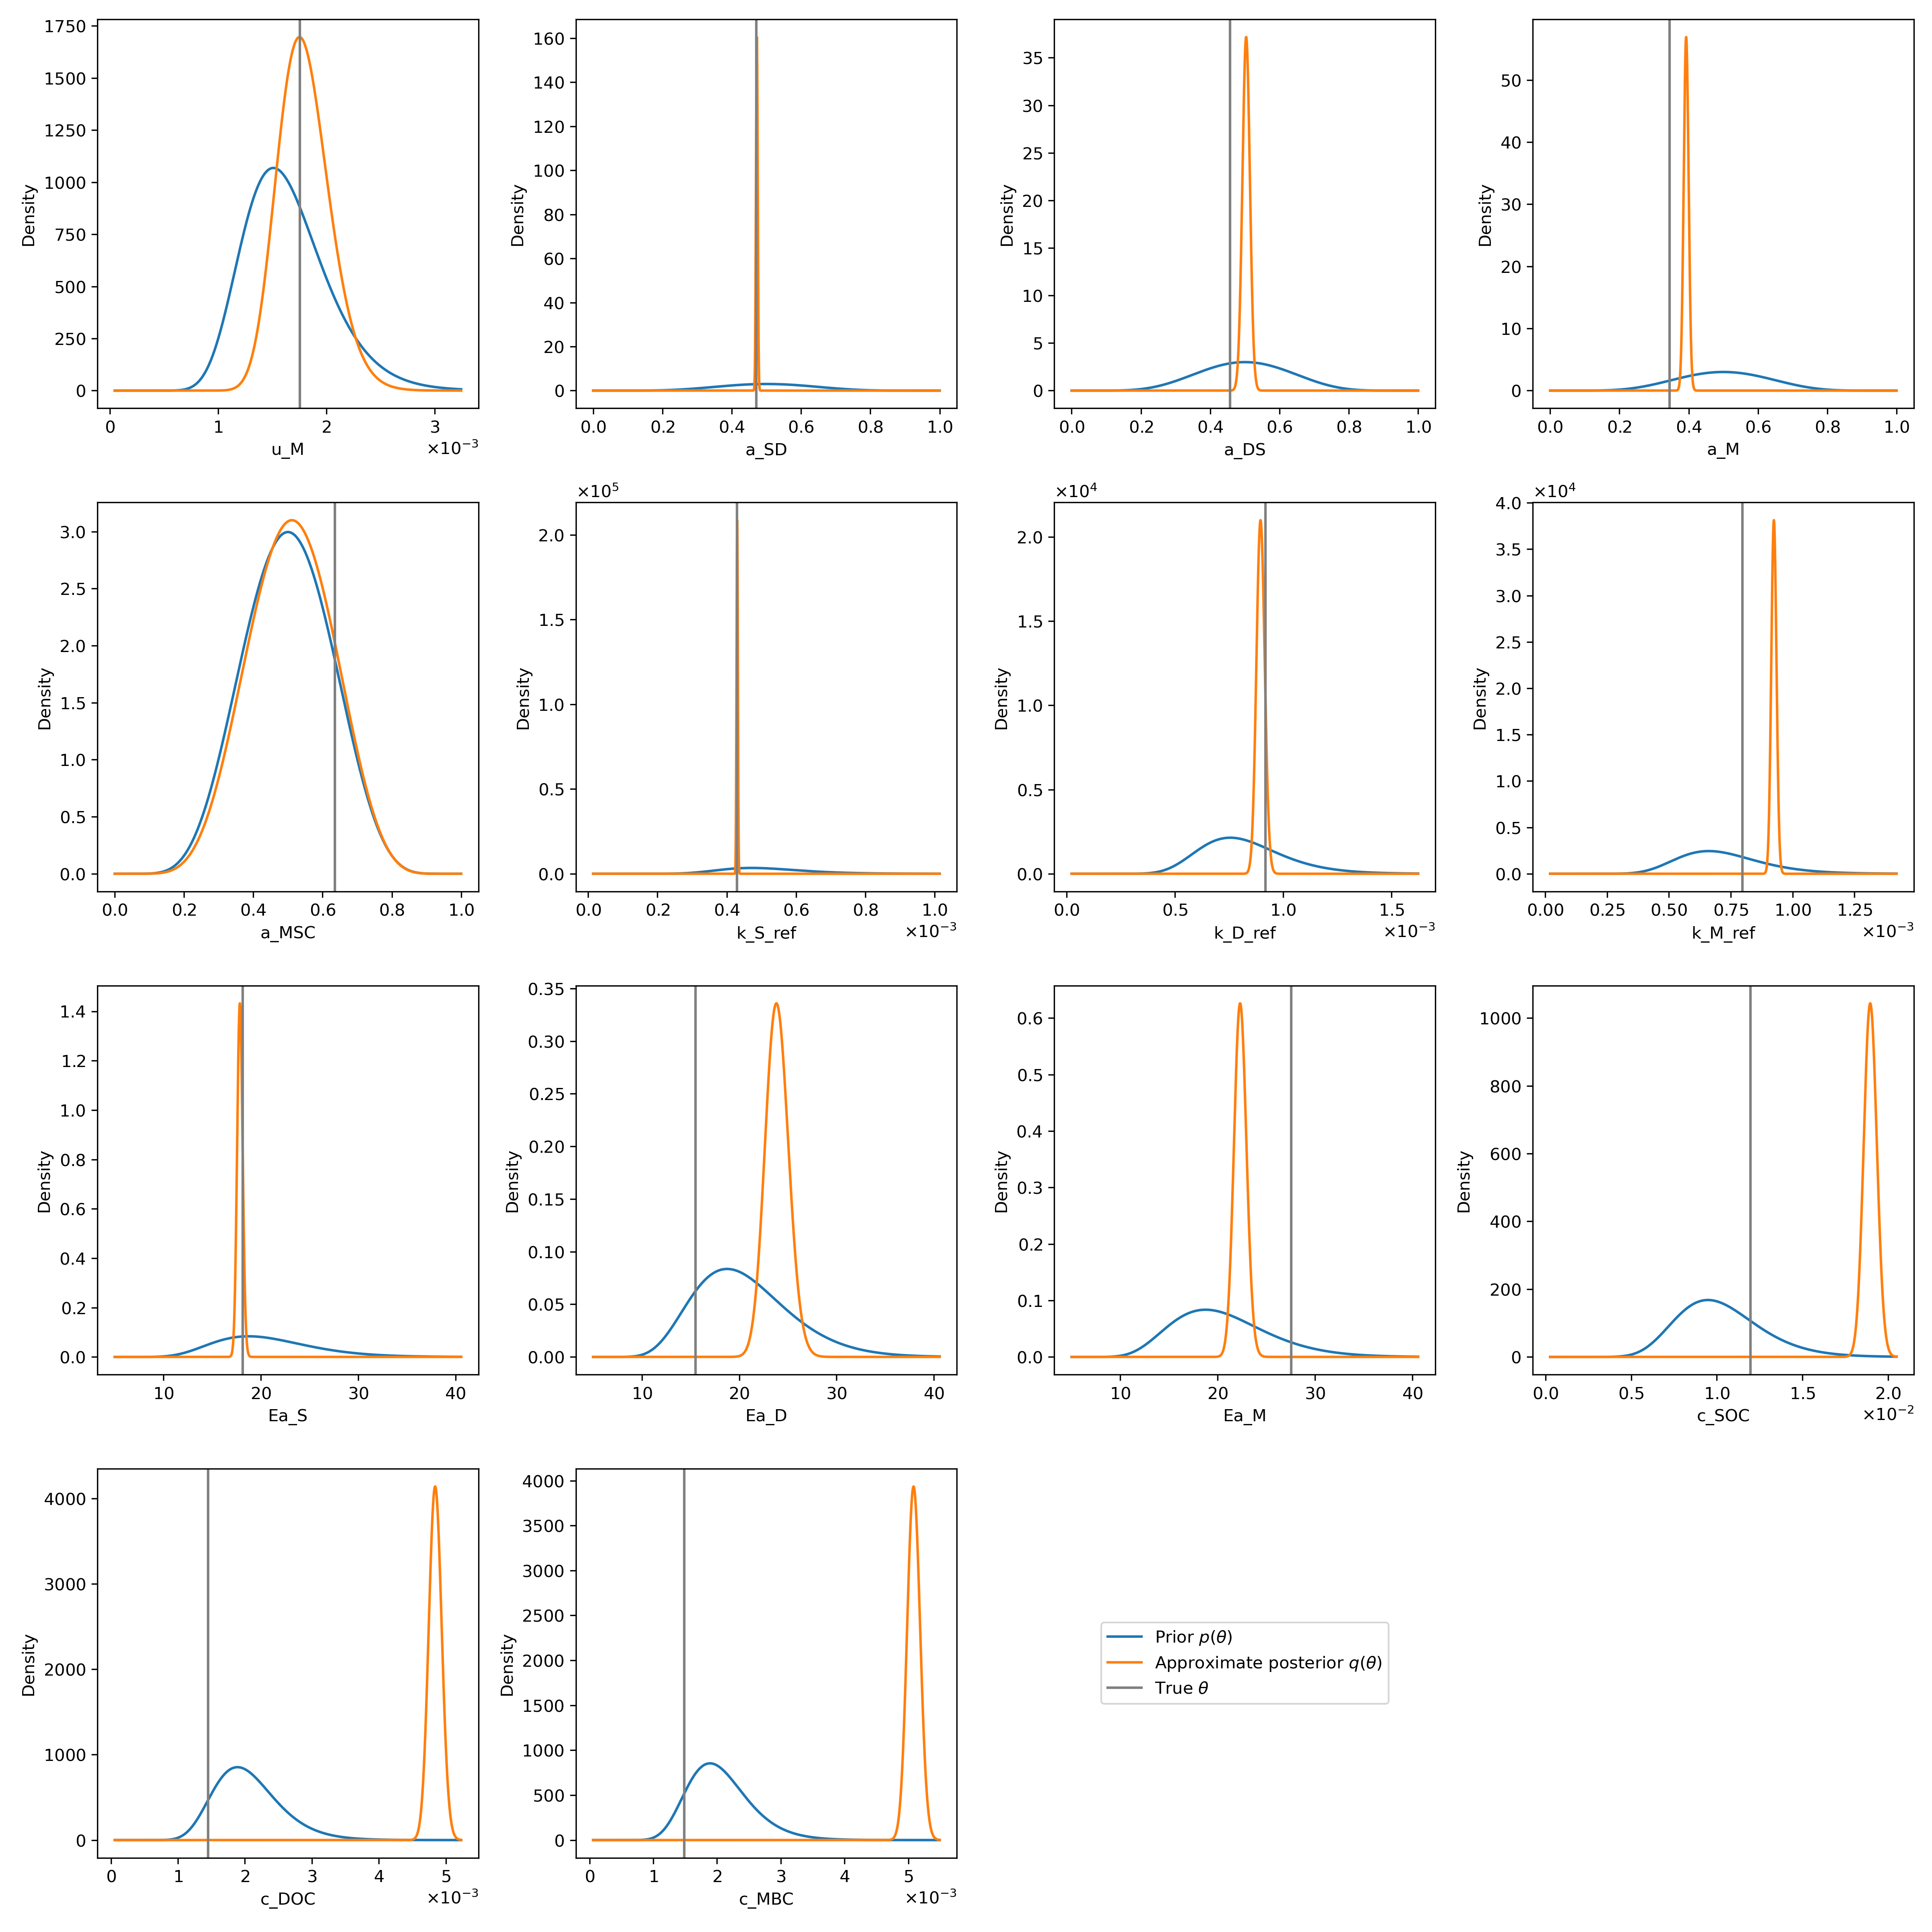 1750
1500
1250
1000
750
500
250
0
Density
0 1 2 3
u_M
×10⁻³
160
140
120
100
80
60
40
20
0
Density
0.0 0.2 0.4 0.6 0.8 1.0
a_SD
35
30
25
20
15
10
5
0
Density
0.0 0.2 0.4 0.6 0.8 1.0
a_DS
50
40
30
20
10
0
Density
0.0 0.2 0.4 0.6 0.8 1.0
a_M
3.0
2.5
2.0
1.5
1.0
0.5
0.0
Density
0.0 0.2 0.4 0.6 0.8 1.0
a_MSC
×10⁵
2.0
1.5
1.0
0.5
0.0
Density
0.0 0.2 0.4 0.6 0.8 1.0
k_S_ref
×10⁻³
×10⁴
2.0
1.5
1.0
0.5
0.0
Density
0.0 0.5 1.0 1.5
k_D_ref
×10⁻³
×10⁴
4.0
3.5
3.0
2.5
2.0
1.5
1.0
0.5
0.0
Density
0.00 0.25 0.50 0.75 1.00 1.25
k_M_ref
×10⁻³
1.4
1.2
1.0
0.8
0.6
0.4
0.2
0.0
Density
10 20 30 40
Ea_S
0.35
0.30
0.25
0.20
0.15
0.10
0.05
0.00
Density
10 20 30 40
Ea_D
0.6
0.5
0.4
0.3
0.2
0.1
0.0
Density
10 20 30 40
Ea_M
1000
800
600
400
200
0
Density
0.0 0.5 1.0 1.5 2.0
c_SOC
×10⁻²
4000
3000
2000
1000
0
Density
0 1 2 3 4 5
c_DOC
×10⁻³
4000
3500
3000
2500
2000
1500
1000
500
0
Density
0 1 2 3 4 5
c_MBC
×10⁻³
Prior p(θ)
Approximate posterior q(θ)
True θ